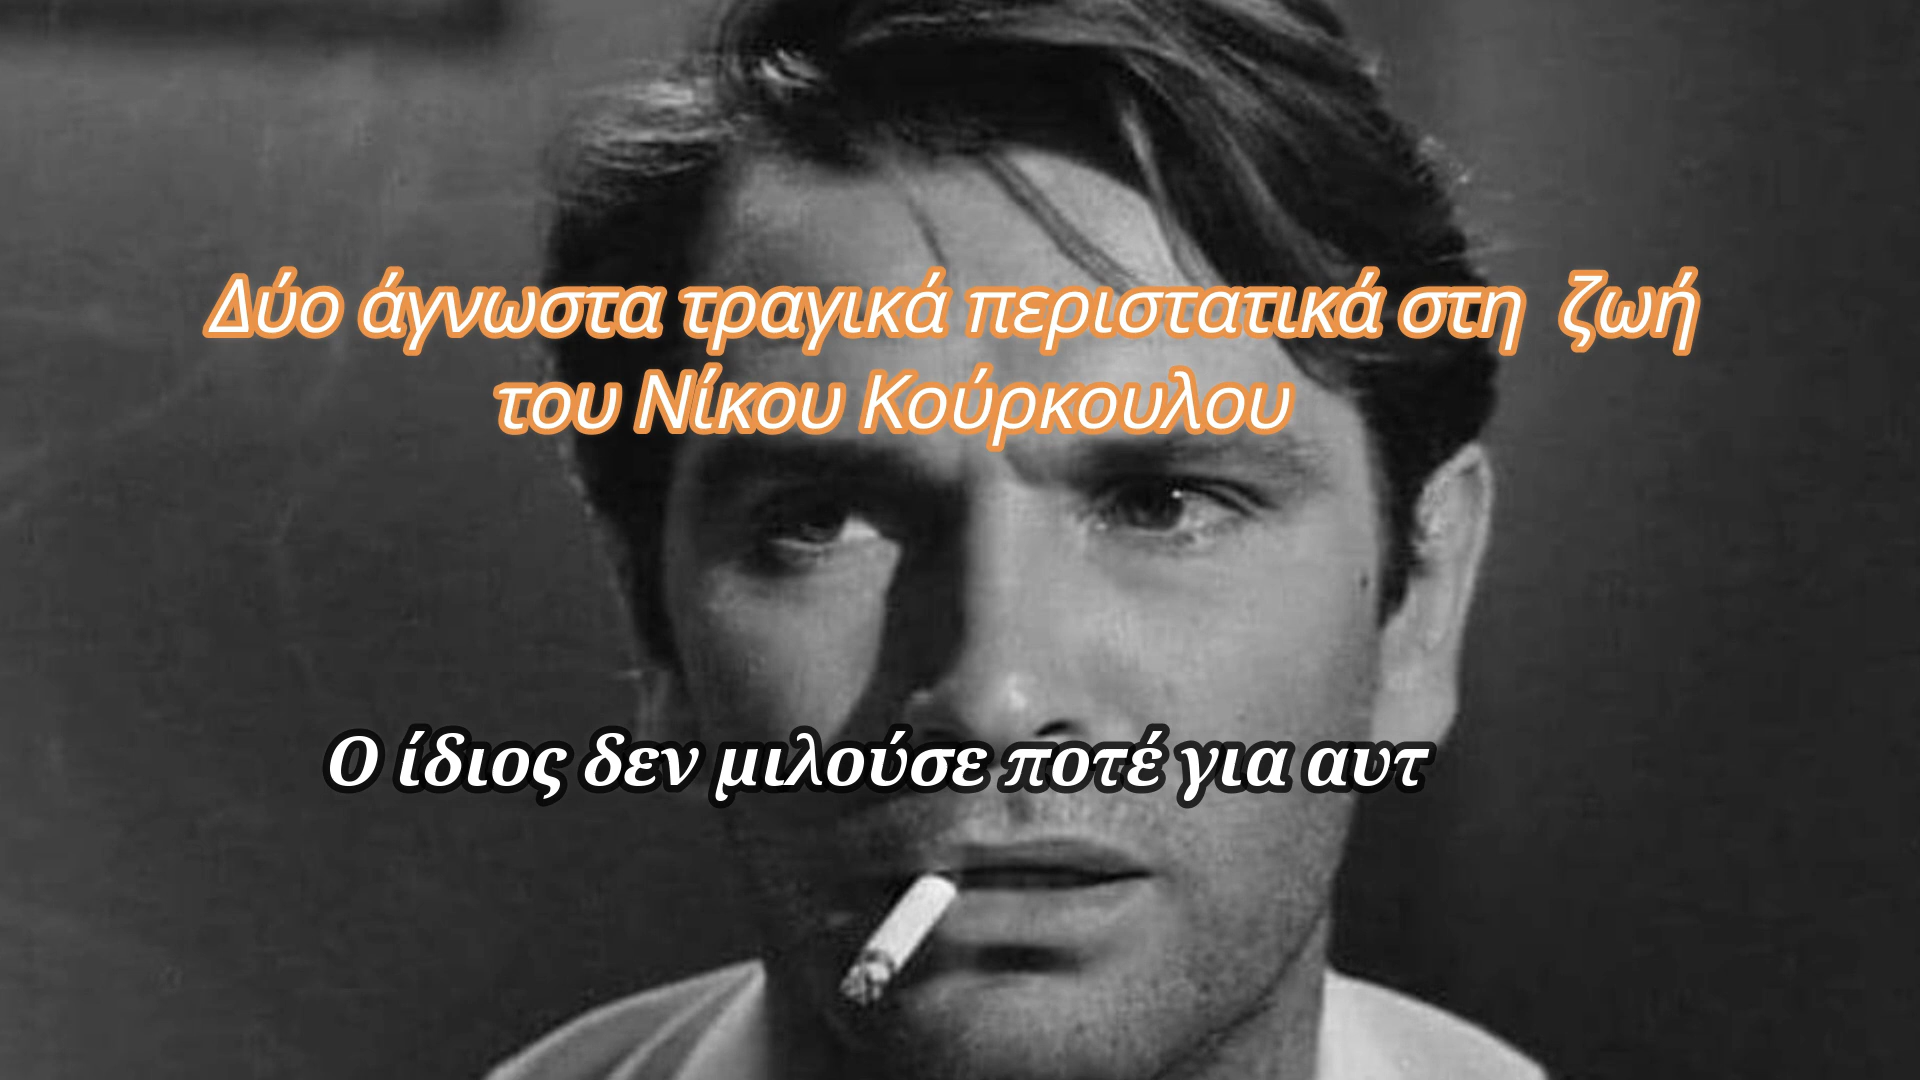 Δύο άγνωστα τραγικά περιστατικά στη ζωή
του Νίκου Κούρκουλου
Ο ίδιος δεν μιλούσε ποτέ για αυτ